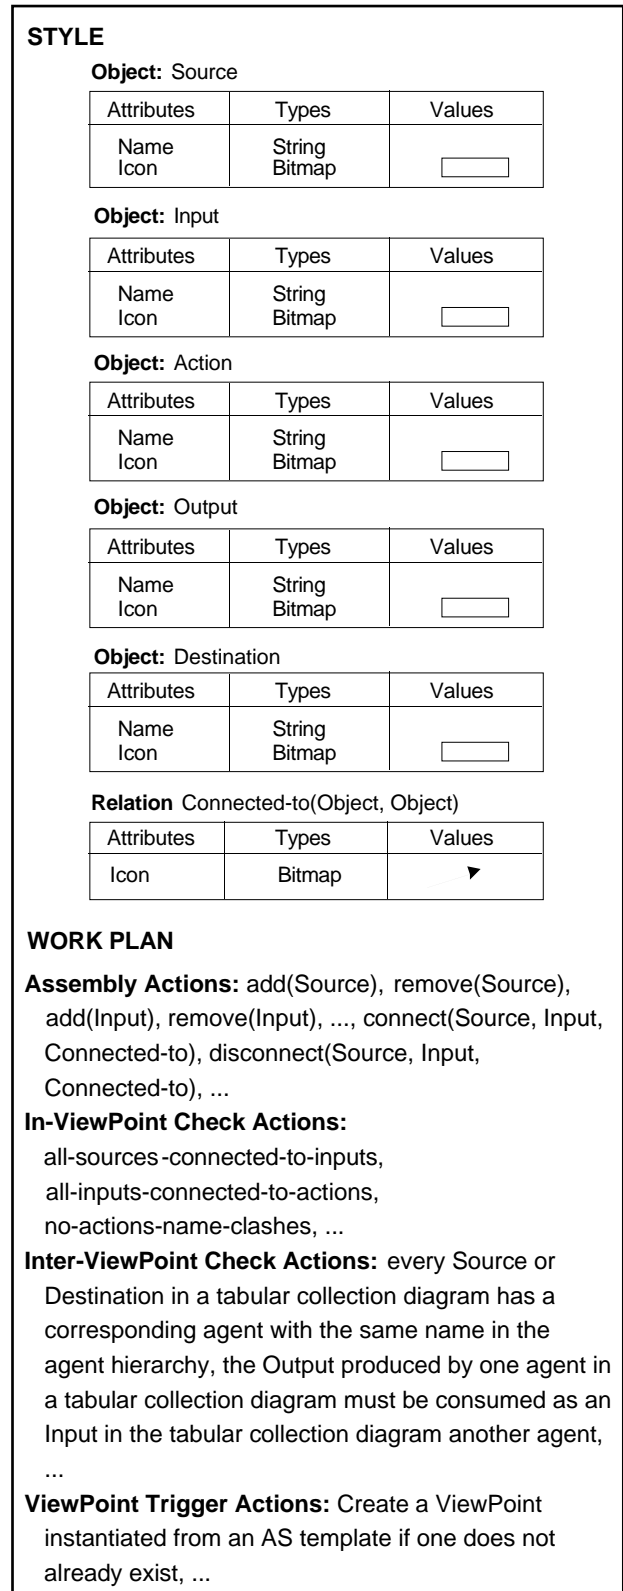 STYLE
Object: Source
Attributes Types Values
Name String
Icon Bitmap
Object: Input
Attributes Types Values
Name String
Icon Bitmap
Object: Action
Attributes Types Values
Name String
Icon Bitmap
Object: Output
Attributes Types Values
Name String
Icon Bitmap
Object: Destination
Attributes Types Values
Name String
Icon Bitmap
Relation Connected-to(Object, Object)
Attributes Types Values
Icon Bitmap
WORK PLAN
Assembly Actions: add(Source), remove(Source),
add(Input), remove(Input), ..., connect(Source, Input,
Connected-to), disconnect(Source, Input,
Connected-to), ...
In-ViewPoint Check Actions:
all-sources-connected-to-inputs,
all-inputs-connected-to-actions,
no-actions-name-clashes, ...
Inter-ViewPoint Check Actions: every Source or
Destination in a tabular collection diagram has a
corresponding agent with the same name in the
agent hierarchy, the Output produced by one agent in
a tabular collection diagram must be consumed as an
Input in the tabular collection diagram another agent,
...
ViewPoint Trigger Actions: Create a ViewPoint
instantiated from an AS template if one does not
already exist, ...